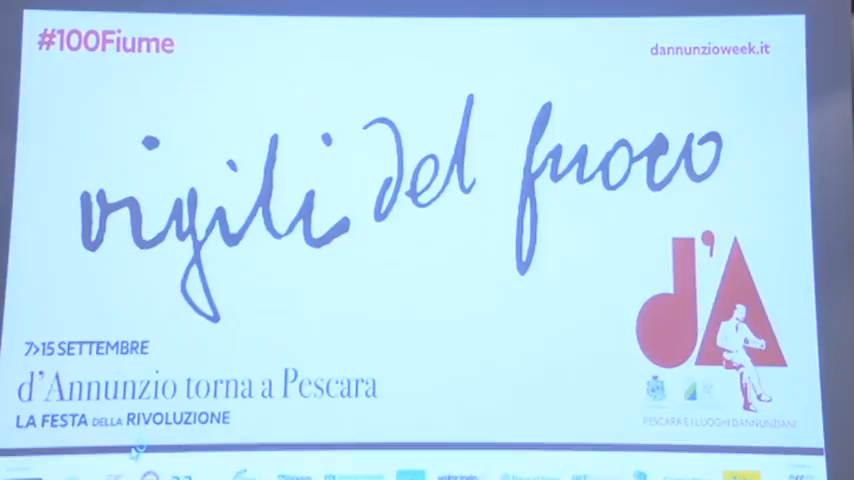 #100Fiume
dannunzioweek.it
vigili del fuoco
d'A
7>15 SETTEMBRE
d'Annunzio torna a Pescara
LA FESTA DELLA RIVOLUZIONE
PESCARA E I LUOGHI DANNUNZIANI